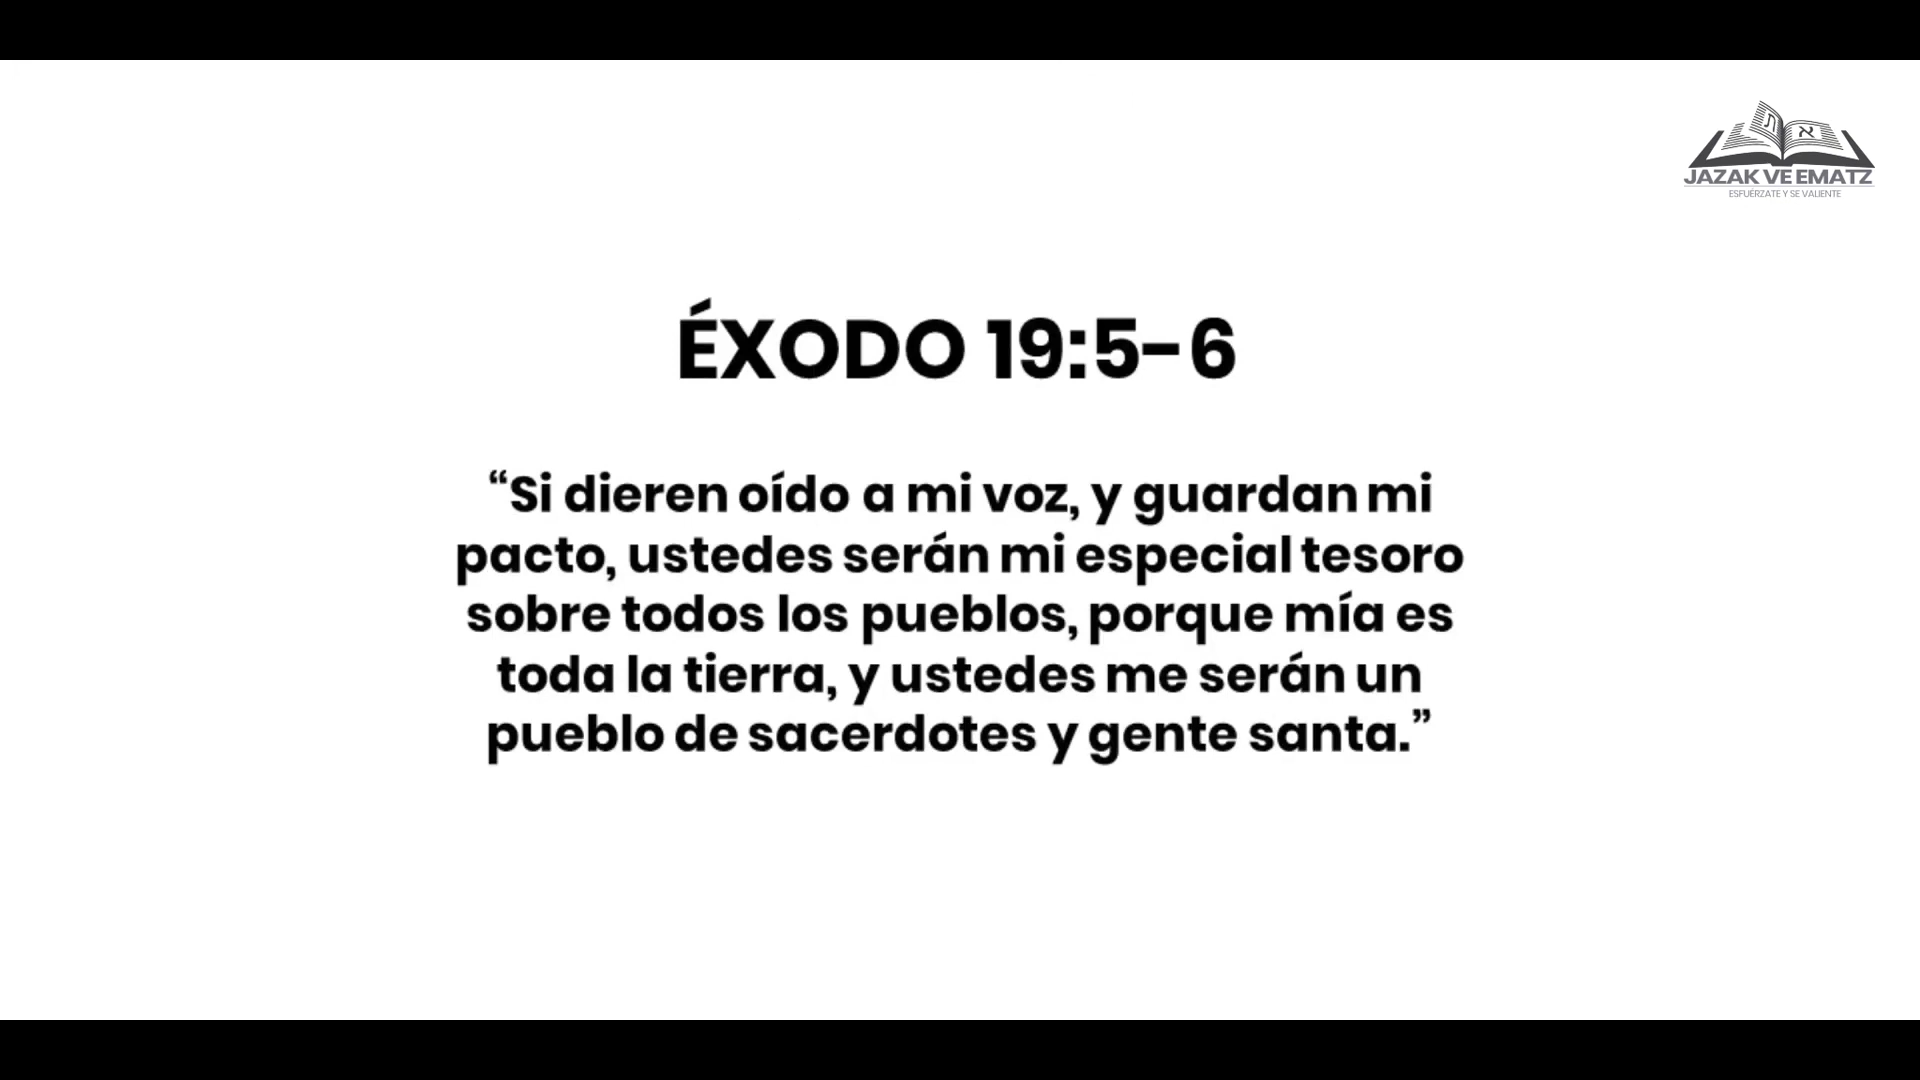 ת א
JAZAK VE EMATZ
ESFUÉRZATE Y SE VALIENTE
ÉXODO 19:5-6
“Si dieren oído a mi voz, y guardan mi
pacto, ustedes serán mi especial tesoro
sobre todos los pueblos, porque mía es
toda la tierra, y ustedes me serán un
pueblo de sacerdotes y gente santa.”